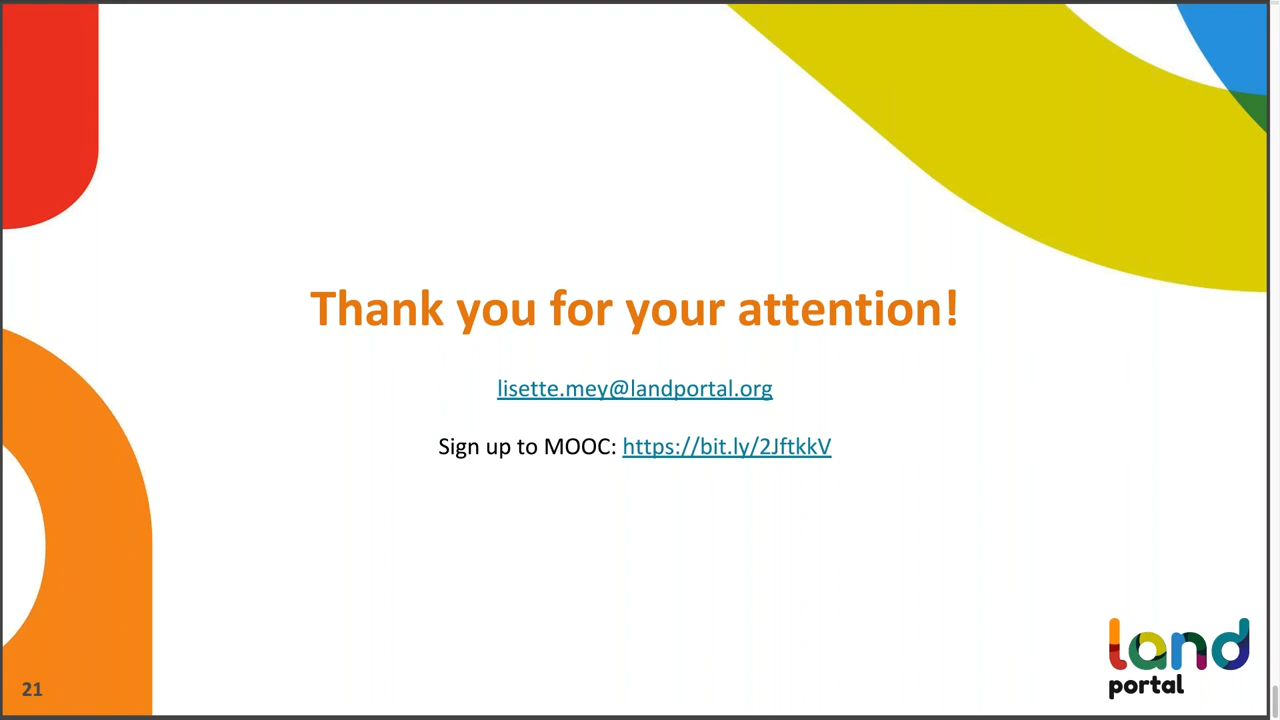 Thank you for your attention!
lisette.mey@landportal.org
Sign up to MOOC: https://bit.ly/2JftkkV
land
portal
21